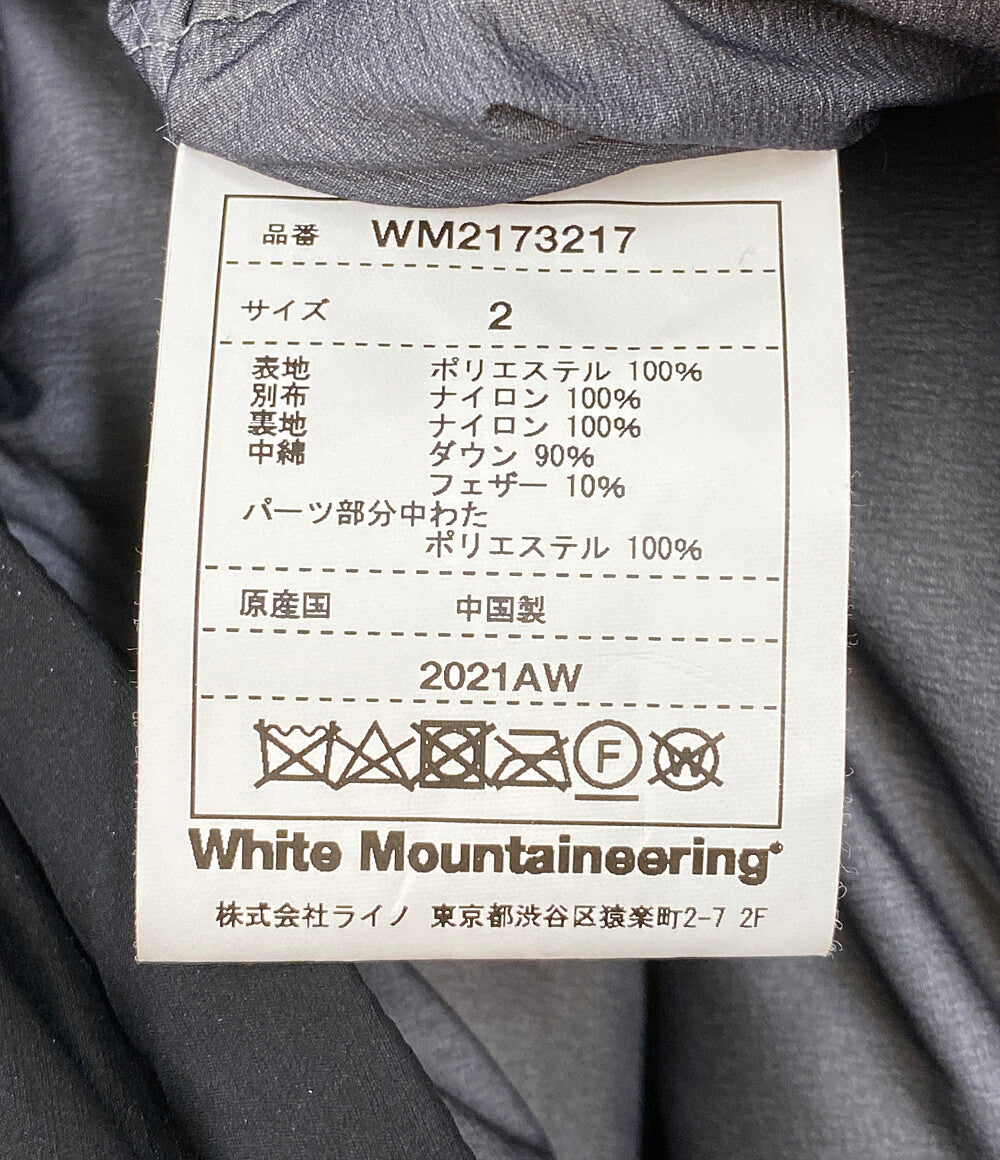 品番 WM2173217
サイズ 2
表地 ポリエステル 100%
別布 ナイロン 100%
裏地 ナイロン 100%
中綿 ダウン 90%
フェザー 10%
パーツ部分中わた
ポリエステル 100%
原産国 中国製
2021AW
F W
White Mountaineering®
株式会社ライノ 東京都渋谷区猿楽町2-7 2F